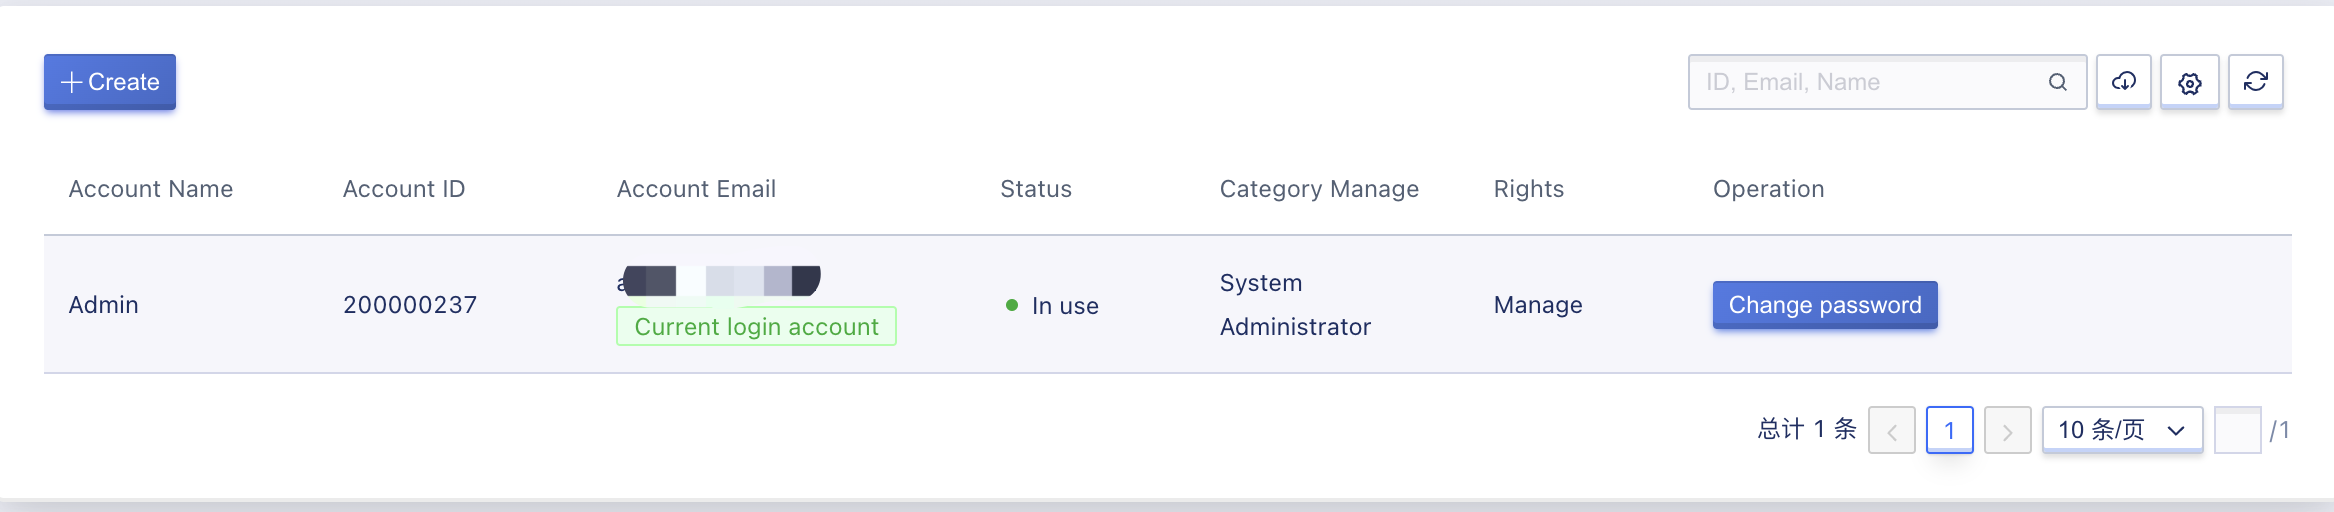 Create
ID, Email, Name
Account Name
Account ID
Account Email
Status
Category Manage
Rights
Operation
Admin
200000237
Current login account
In use
System
Administrator
Manage
Change password
总计 1 条
1
10 条/页
/1